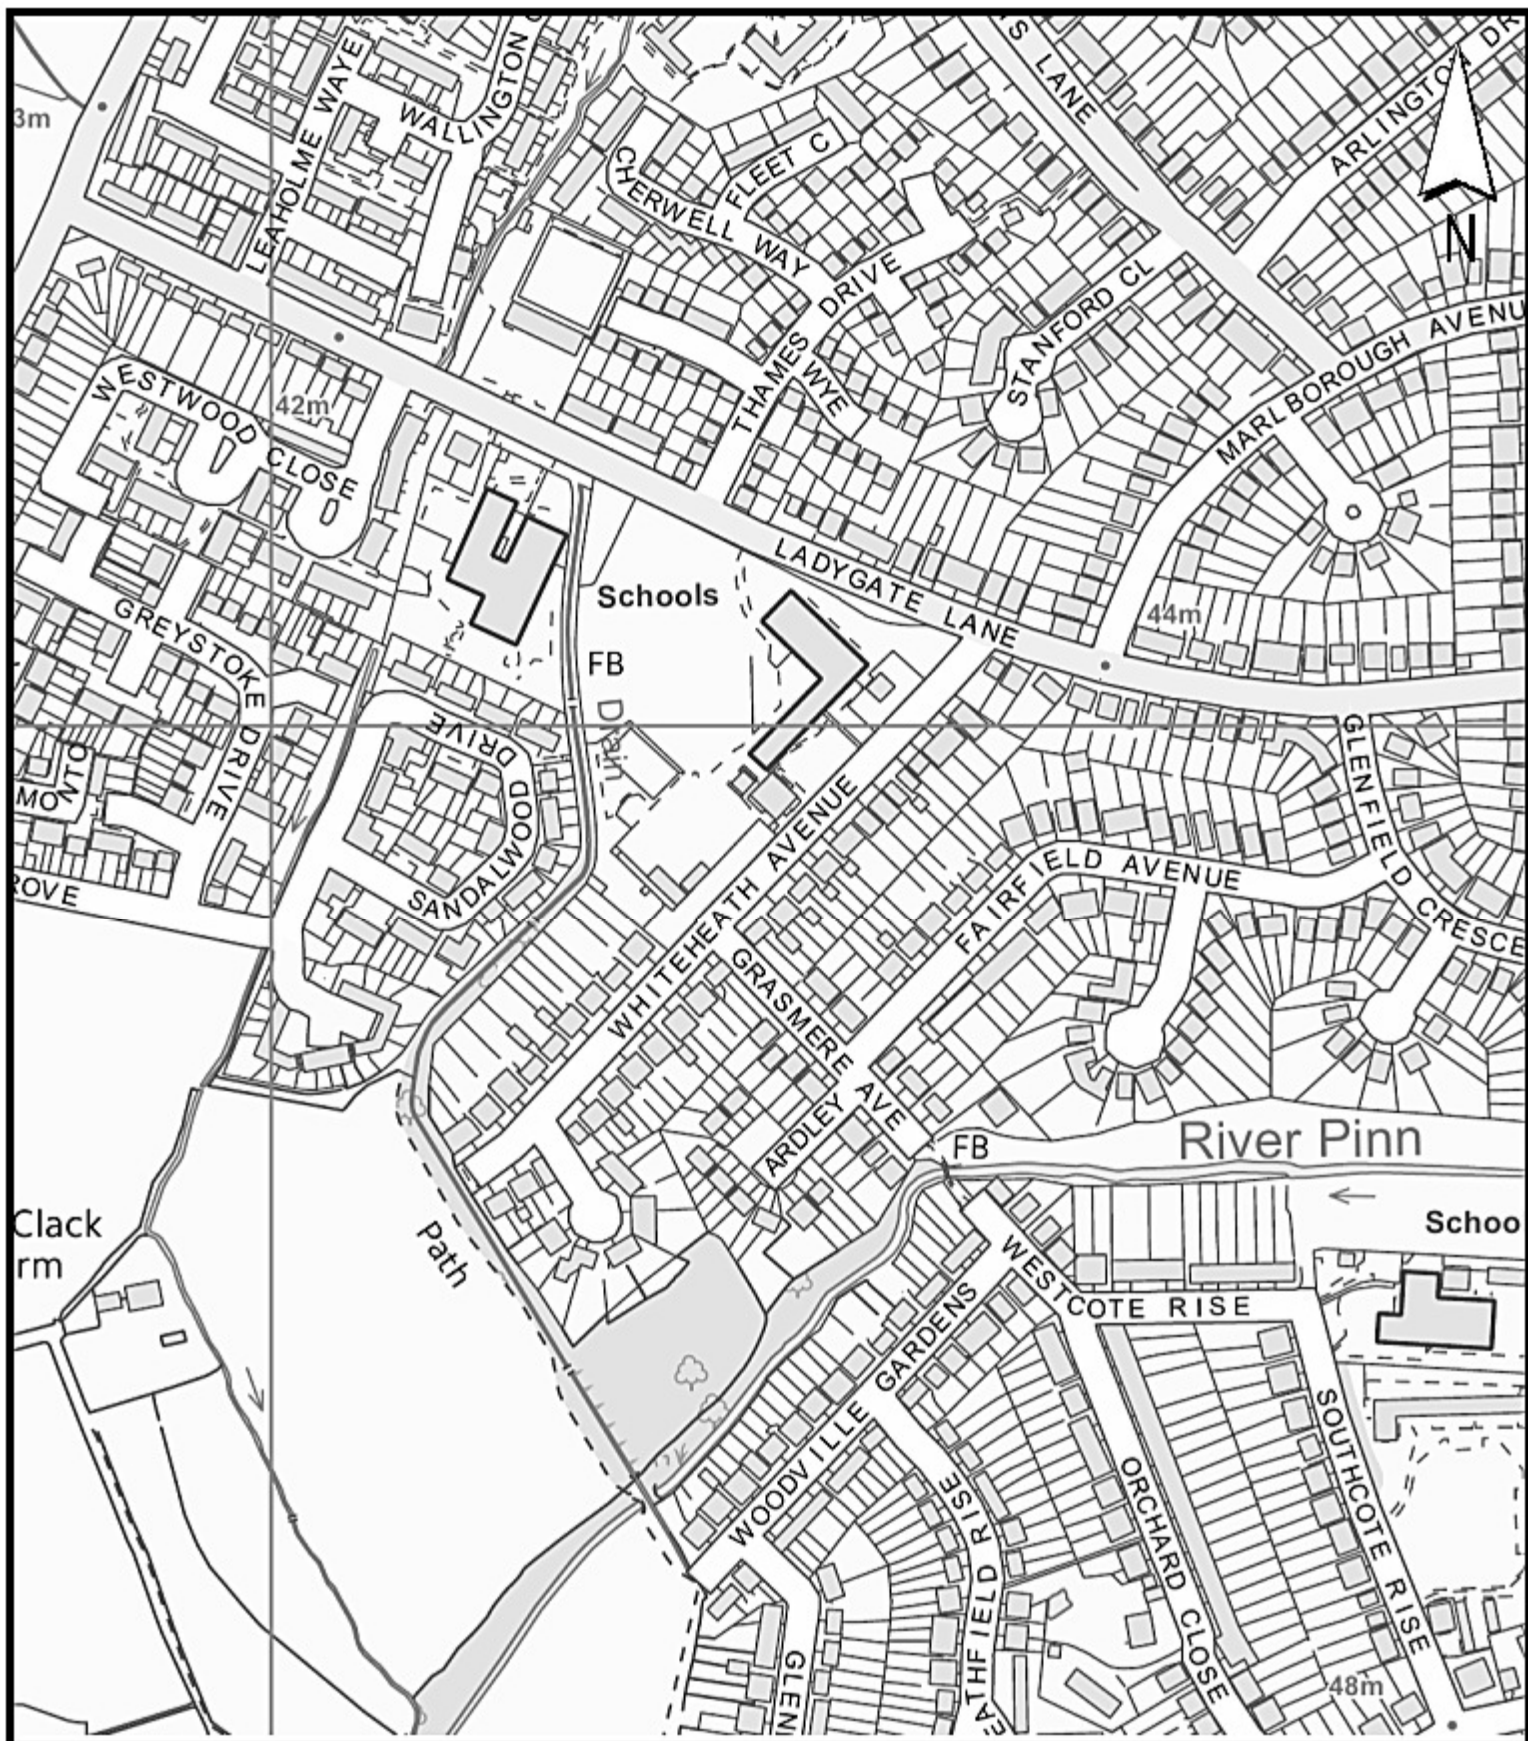 S LANE
ARLINGTON DR
N
3m
LEAHOLME WAYE
WALLINGTON C
CHERWELL WAY
FLEET C
THAMES DRIVE
WYE
STANFORD CL
MARLBOROUGH AVENU
WESTWOOD CLOSE
42m
LADYGATE LANE
Schools
44m
GREYSTOKE DRIVE
FB
Drain
SANDALWOOD DRIVE
MO
NTO
ROVE
WHITEHEATH AVENUE
FAIRFIELD AVENUE
GLENFIELD CRESCE
GRASMERE AVE
ARDLEY
FB
River Pinn
Clack
rm
Path
Schoo
WESTCOTE RISE
WOODVILLE GARDENS
SOUTHCOTE RISE
ORCHARD CLOSE
EATHFIELD RISE
GLEN
48m